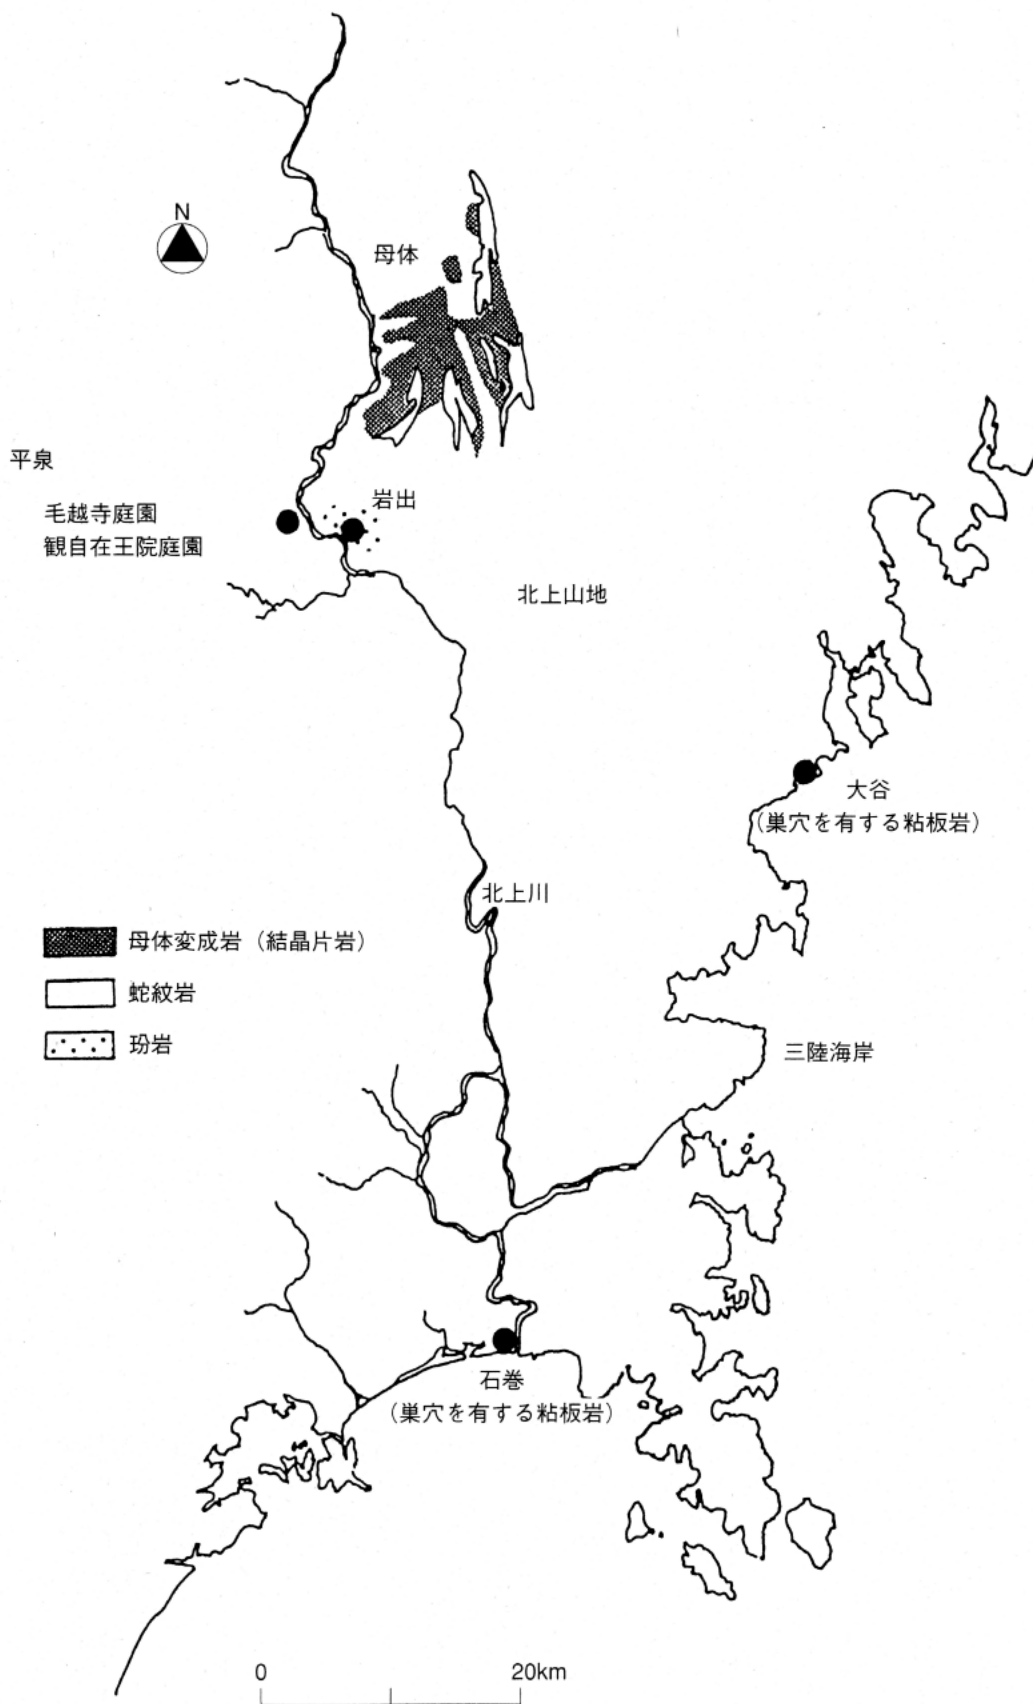 N
母体
平泉
岩出
毛越寺庭園
観自在王院庭園
北上山地
大谷
（巣穴を有する粘板岩）
北上川
母体変成岩（結晶片岩）
蛇紋岩
玢岩
三陸海岸
石巻
（巣穴を有する粘板岩）
0
20km